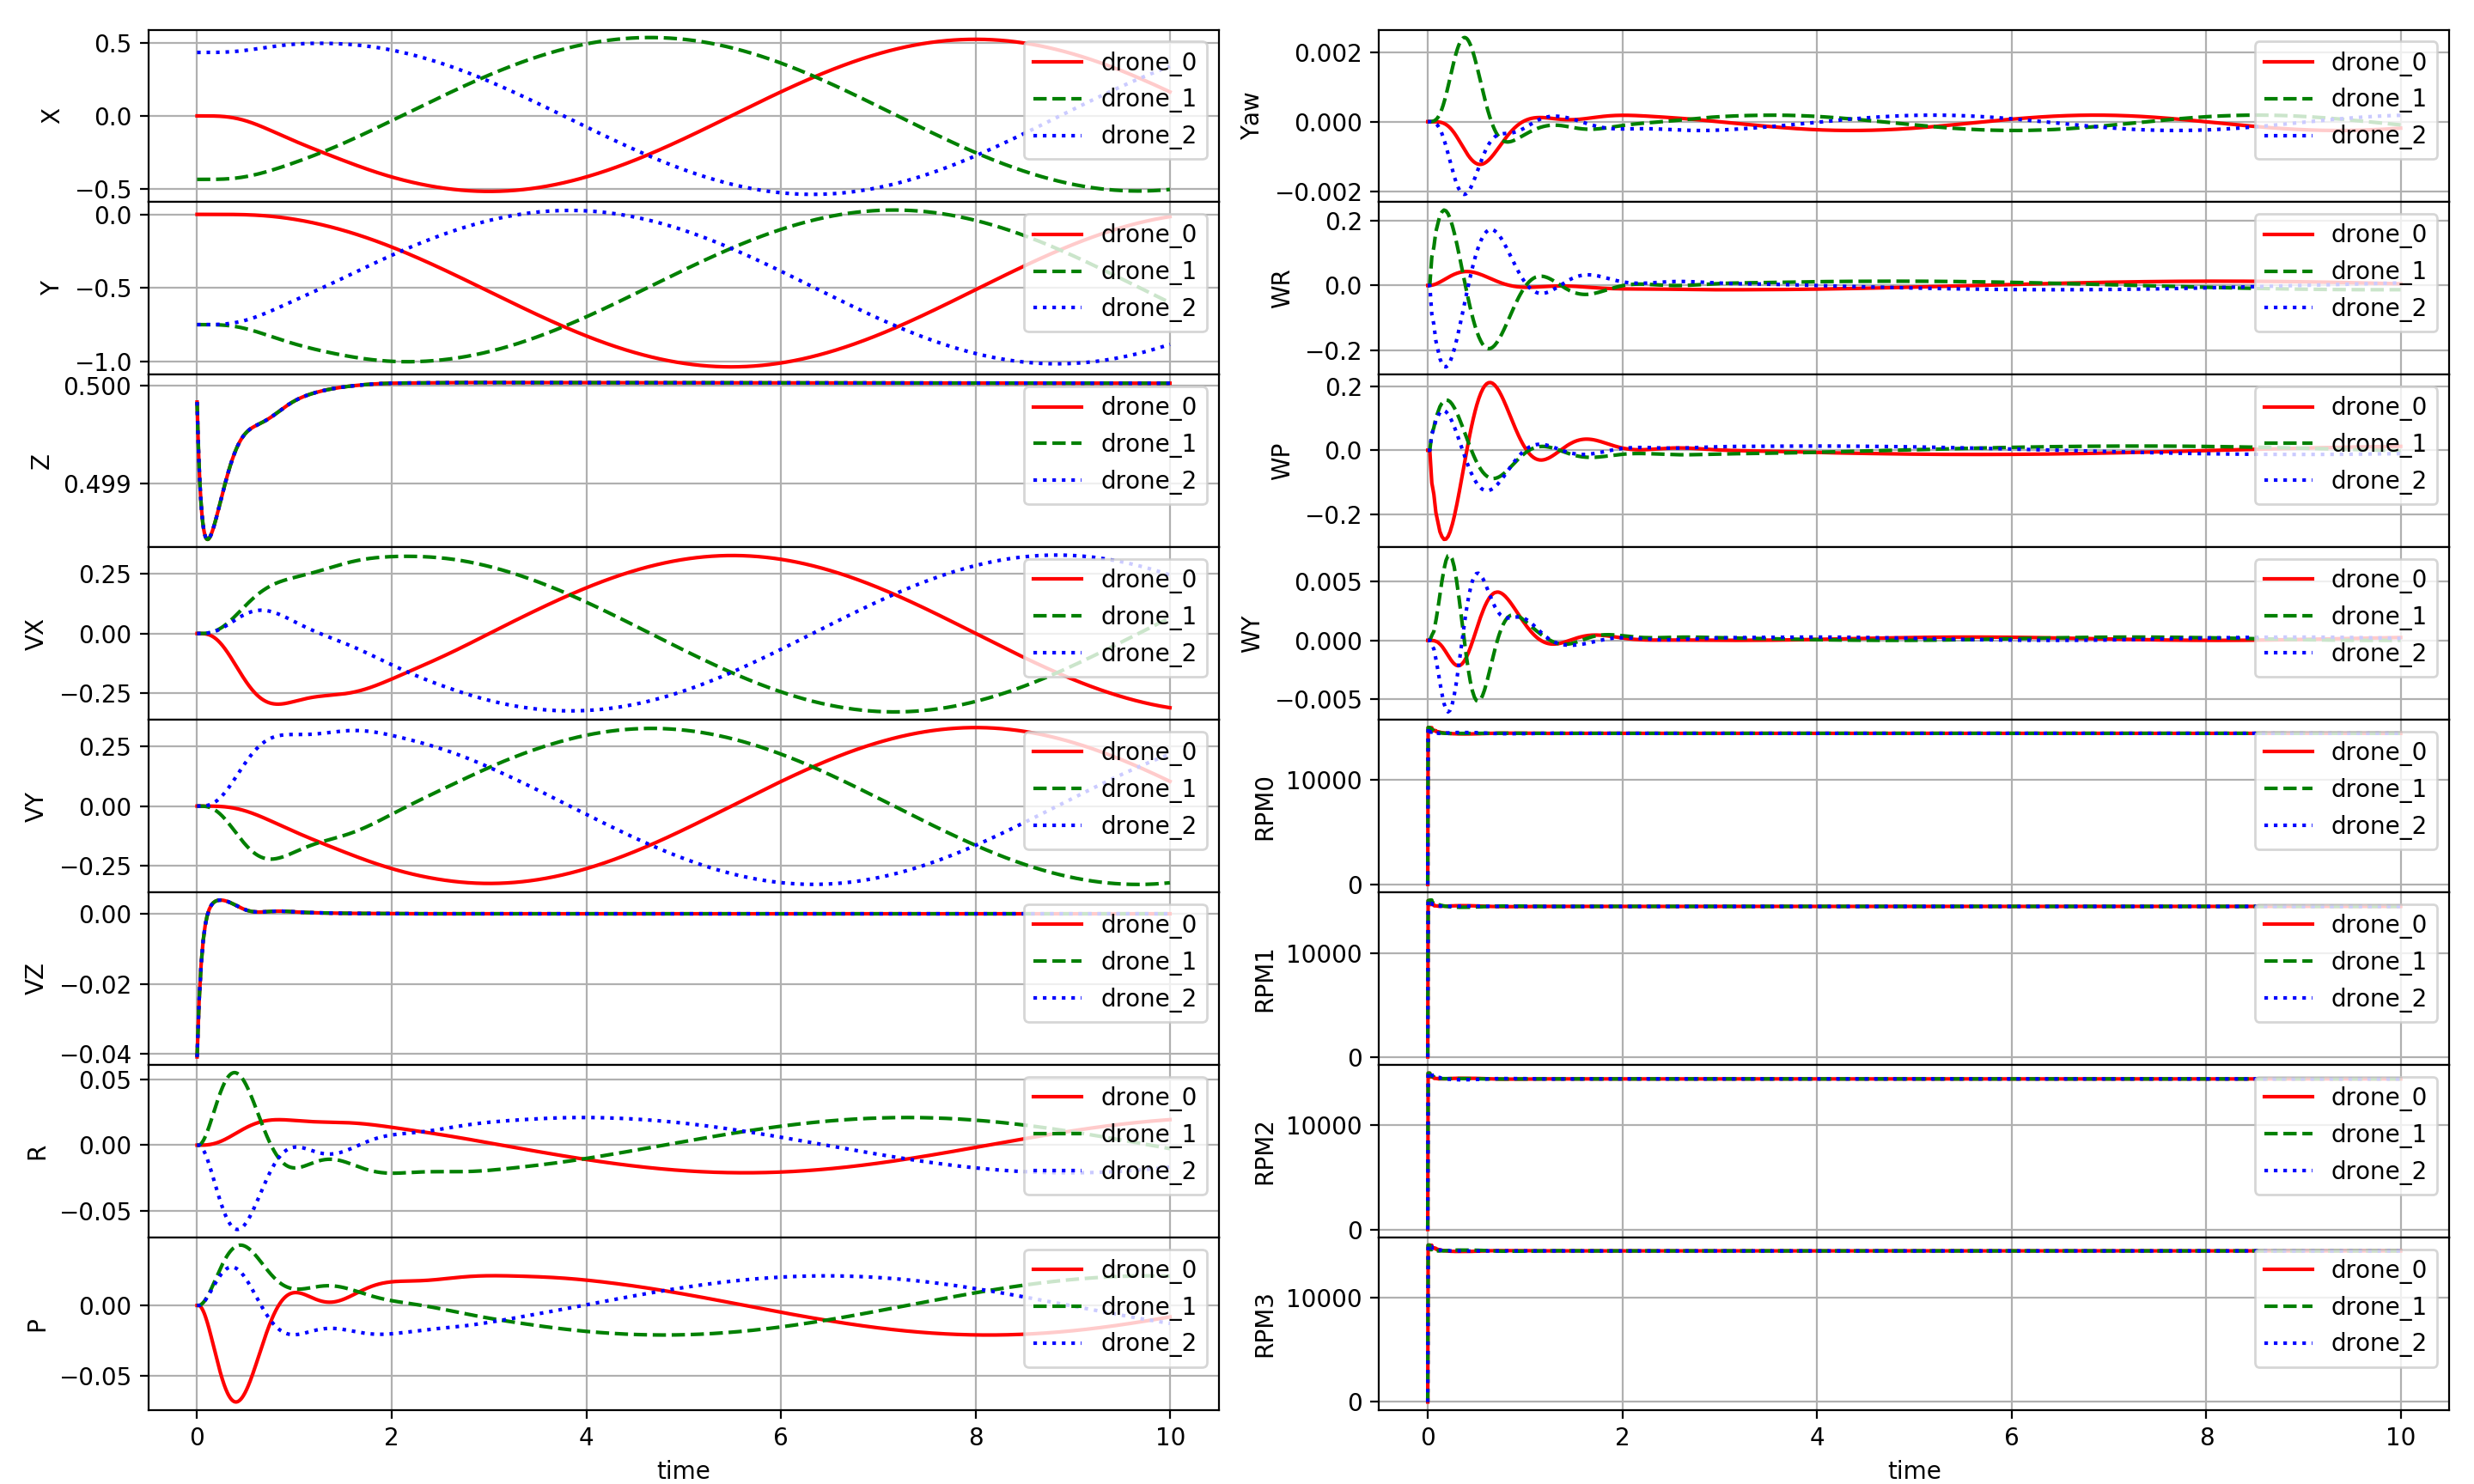 0.5
0.0
−0.5
X
drone_0
drone_1
drone_2
0.0
−0.5
−1.0
Y
drone_0
drone_1
drone_2
0.500
0.499
Z
drone_0
drone_1
drone_2
0.25
0.00
−0.25
VX
drone_0
drone_1
drone_2
0.25
0.00
−0.25
VY
drone_0
drone_1
drone_2
0.00
−0.02
−0.04
VZ
drone_0
drone_1
drone_2
0.05
0.00
−0.05
R
drone_0
drone_1
drone_2
0.00
−0.05
P
drone_0
drone_1
drone_2
0 2 4 6 8 10
time
0.002
0.000
−0.002
Yaw
drone_0
drone_1
drone_2
0.2
0.0
−0.2
WR
drone_0
drone_1
drone_2
0.2
0.0
−0.2
WP
drone_0
drone_1
drone_2
0.005
0.000
−0.005
WY
drone_0
drone_1
drone_2
10000
0
RPM0
drone_0
drone_1
drone_2
10000
0
RPM1
drone_0
drone_1
drone_2
10000
0
RPM2
drone_0
drone_1
drone_2
10000
0
RPM3
drone_0
drone_1
drone_2
0 2 4 6 8 10
time